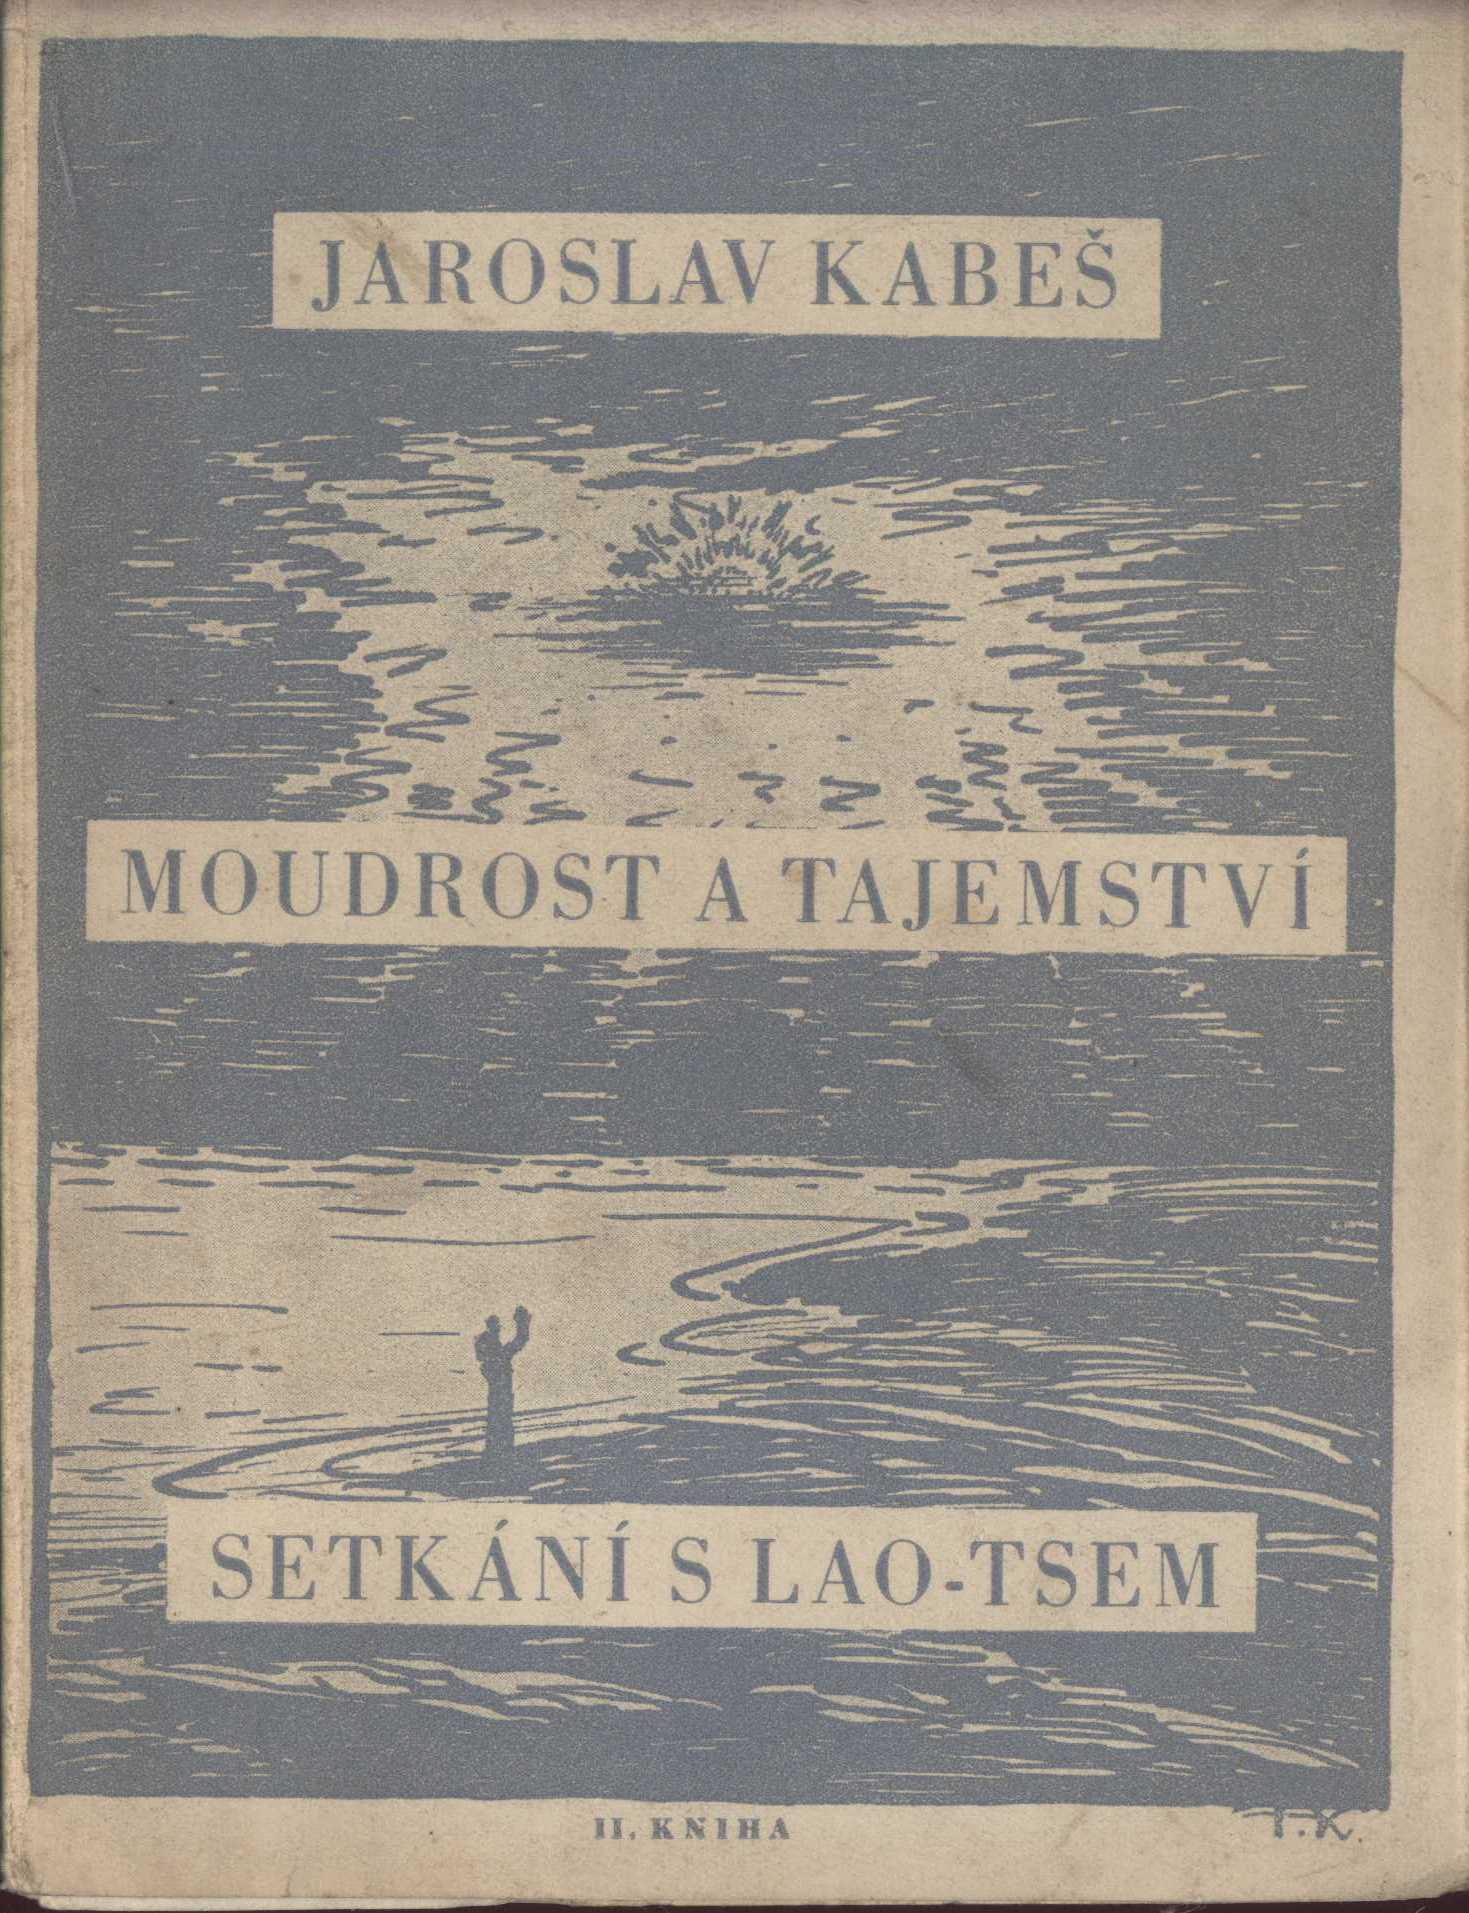 JAROSLAV KABEŠ
MOUDROST A TAJEMSTVÍ
SETKÁNÍ S LAO-TSEM
II. KNIHA
T.K.